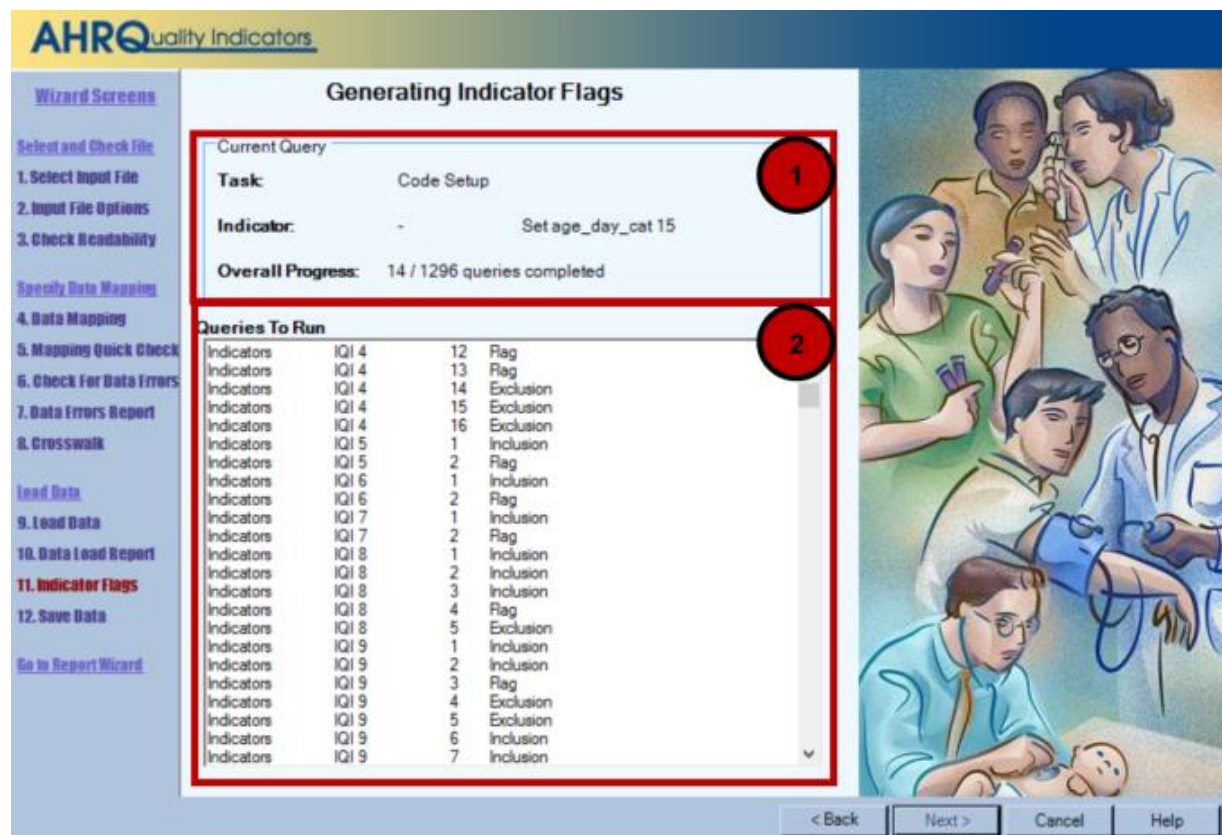 AHRQuality Indicators
Wizard Screens
Select and Check File
1. Select Input File
2. Input File Options
3. Check Readability
Specify Data Mapping
4. Data Mapping
5. Mapping Quick Check
6. Check For Data Errors
7. Data Errors Report
8. Crosswalk
Load Data
9. Load Data
10. Data Load Report
11. Indicator Flags
12. Save Data
Go to Report Wizard
Generating Indicator Flags
Current Query
1
Task: Code Setup
Indicator: - Set age_day_cat 15
Overall Progress: 14 / 1296 queries completed
Queries To Run
2
Indicators IQI 4 12 Flag
Indicators IQI 4 13 Flag
Indicators IQI 4 14 Exclusion
Indicators IQI 4 15 Exclusion
Indicators IQI 4 16 Exclusion
Indicators IQI 5 1 Inclusion
Indicators IQI 5 2 Flag
Indicators IQI 6 1 Inclusion
Indicators IQI 6 2 Flag
Indicators IQI 7 1 Inclusion
Indicators IQI 7 2 Flag
Indicators IQI 8 1 Inclusion
Indicators IQI 8 2 Inclusion
Indicators IQI 8 3 Inclusion
Indicators IQI 8 4 Flag
Indicators IQI 8 5 Exclusion
Indicators IQI 9 1 Inclusion
Indicators IQI 9 2 Inclusion
Indicators IQI 9 3 Flag
Indicators IQI 9 4 Exclusion
Indicators IQI 9 5 Exclusion
Indicators IQI 9 6 Inclusion
Indicators IQI 9 7 Inclusion
< Back Next > Cancel Help